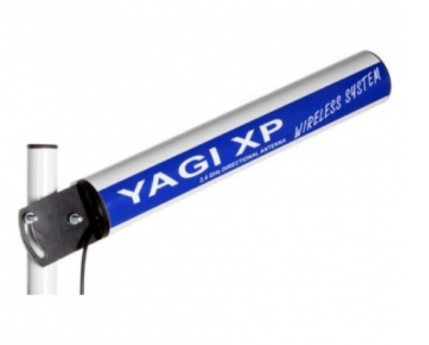 YAGI XP
2.4 GHz DIRECTIONAL ANTENNA
WIRELESS SYSTEM